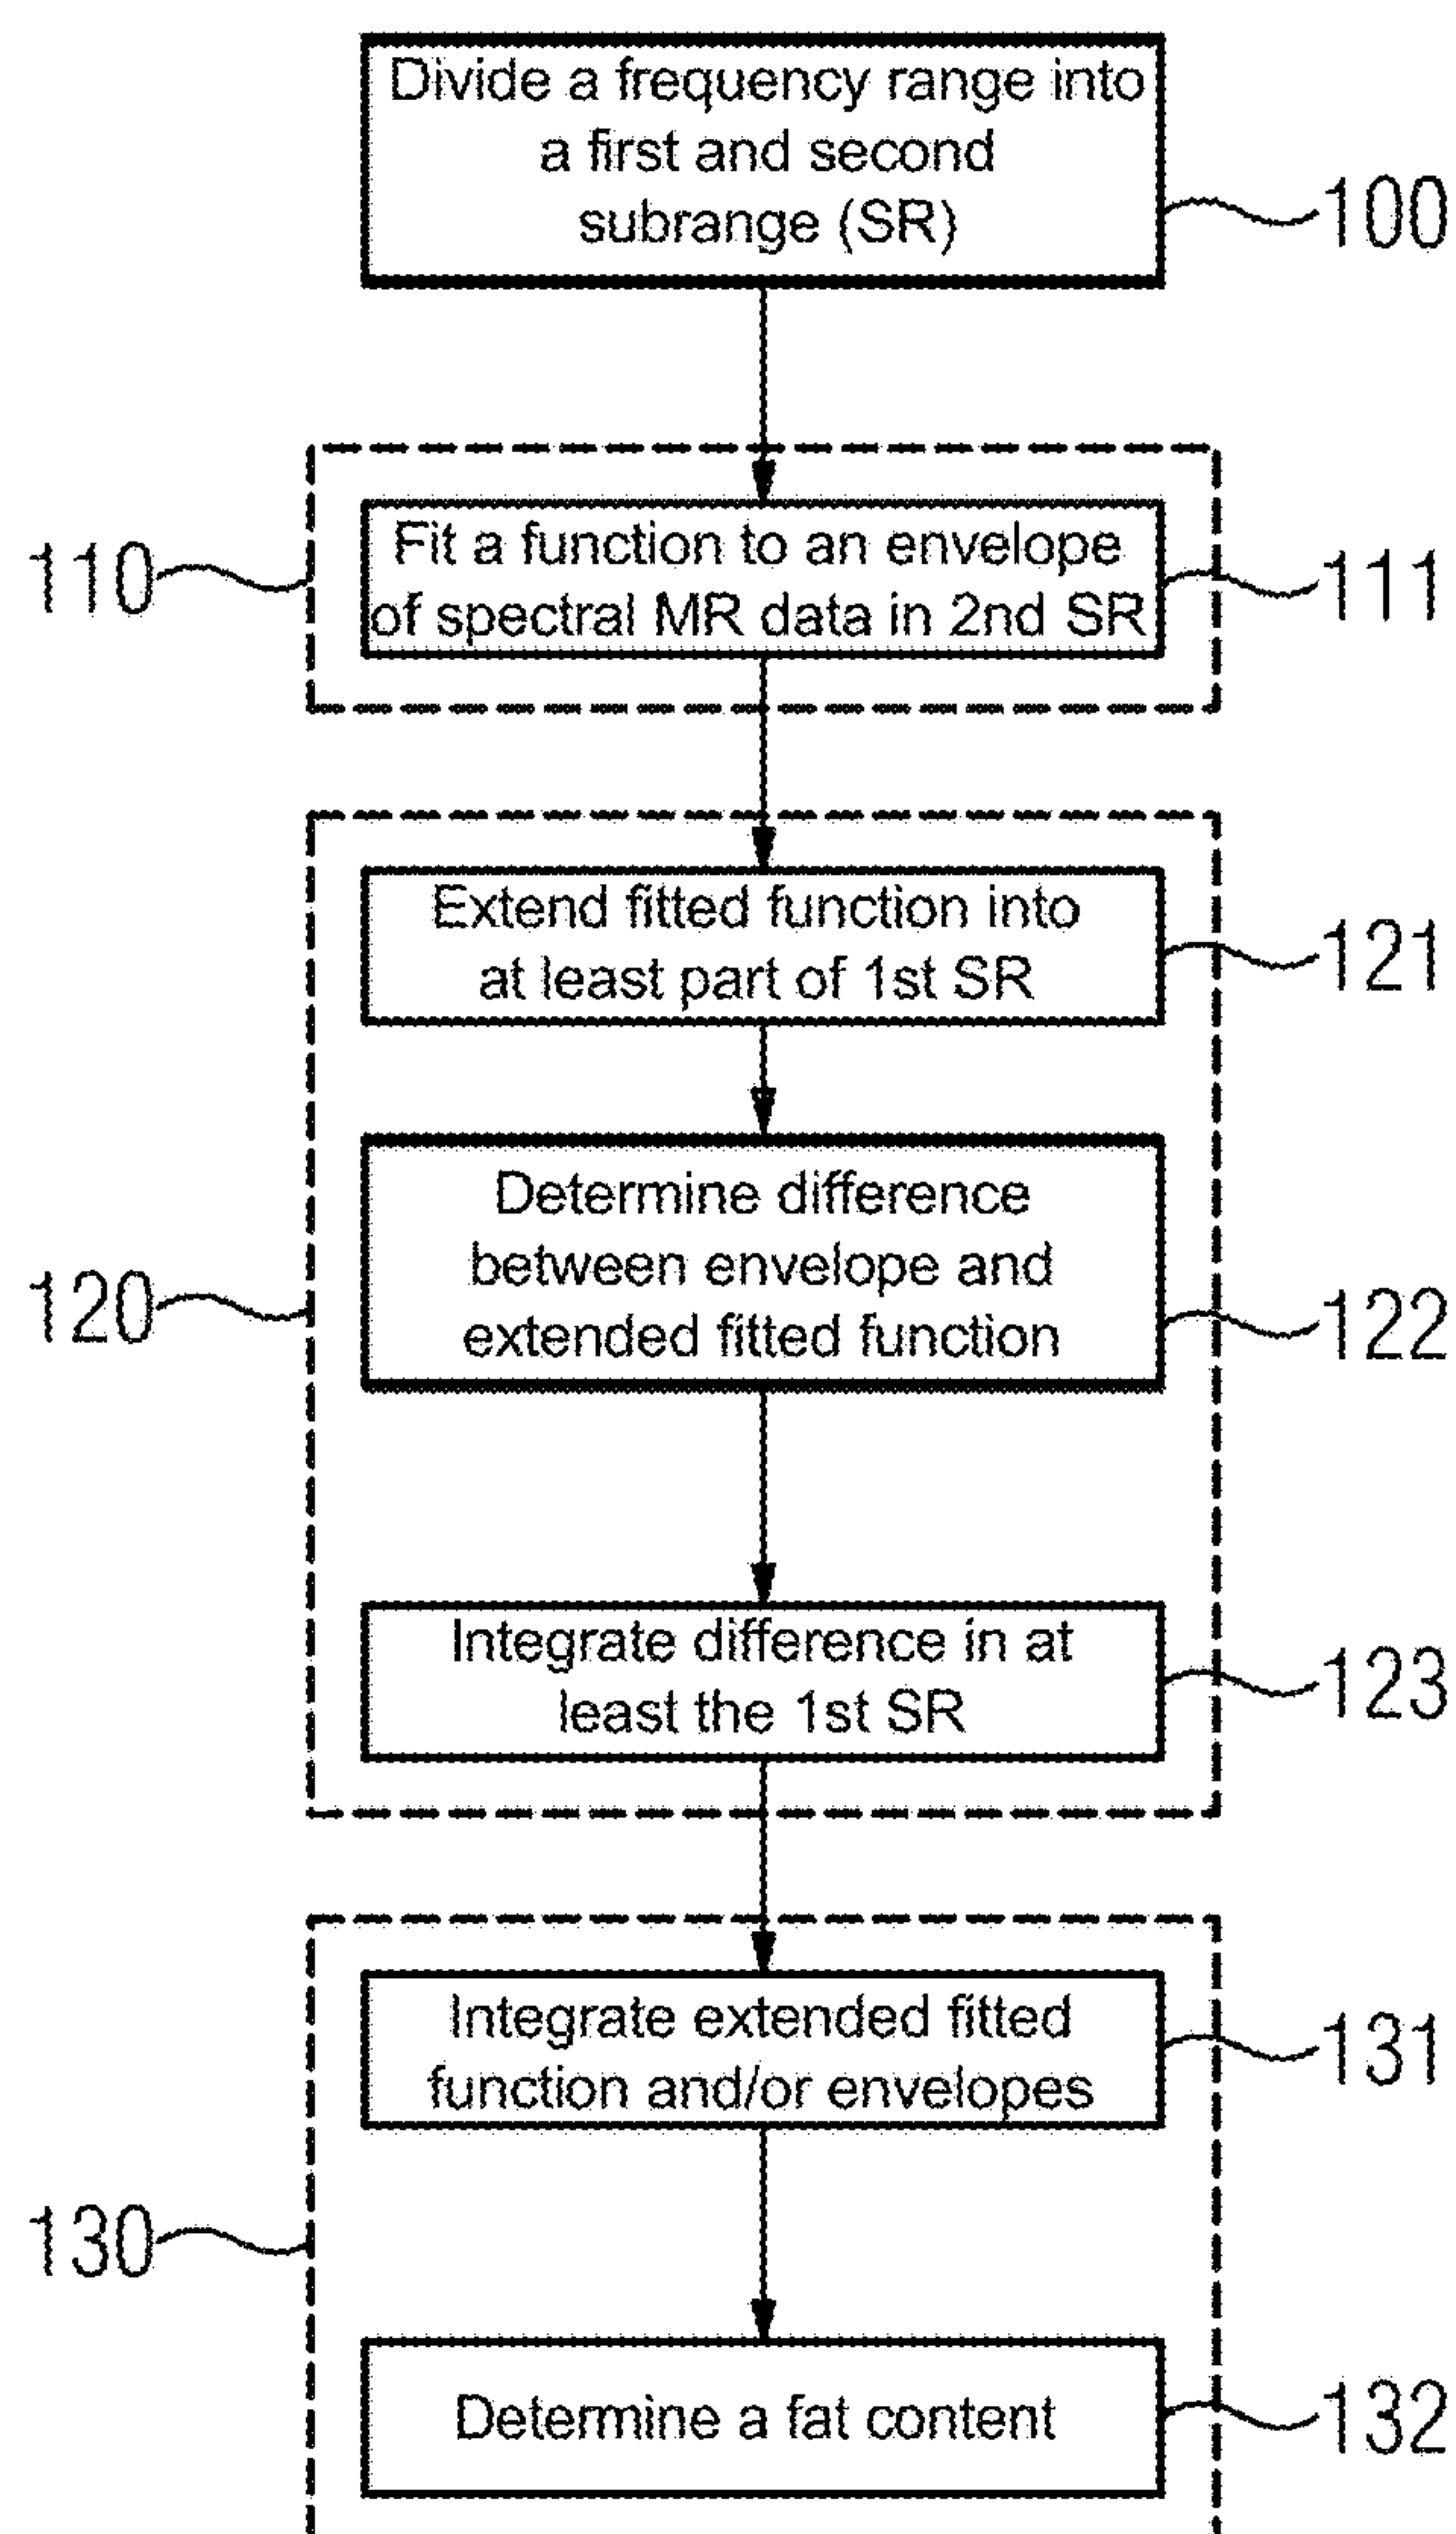 Divide a frequency range into
a first and second
subrange (SR)
100
110
Fit a function to an envelope
of spectral MR data in 2nd SR
111
Extend fitted function into
at least part of 1st SR
121
120
Determine difference
between envelope and
extended fitted function
122
Integrate difference in at
least the 1st SR
123
Integrate extended fitted
function and/or envelopes
131
130
Determine a fat content
132